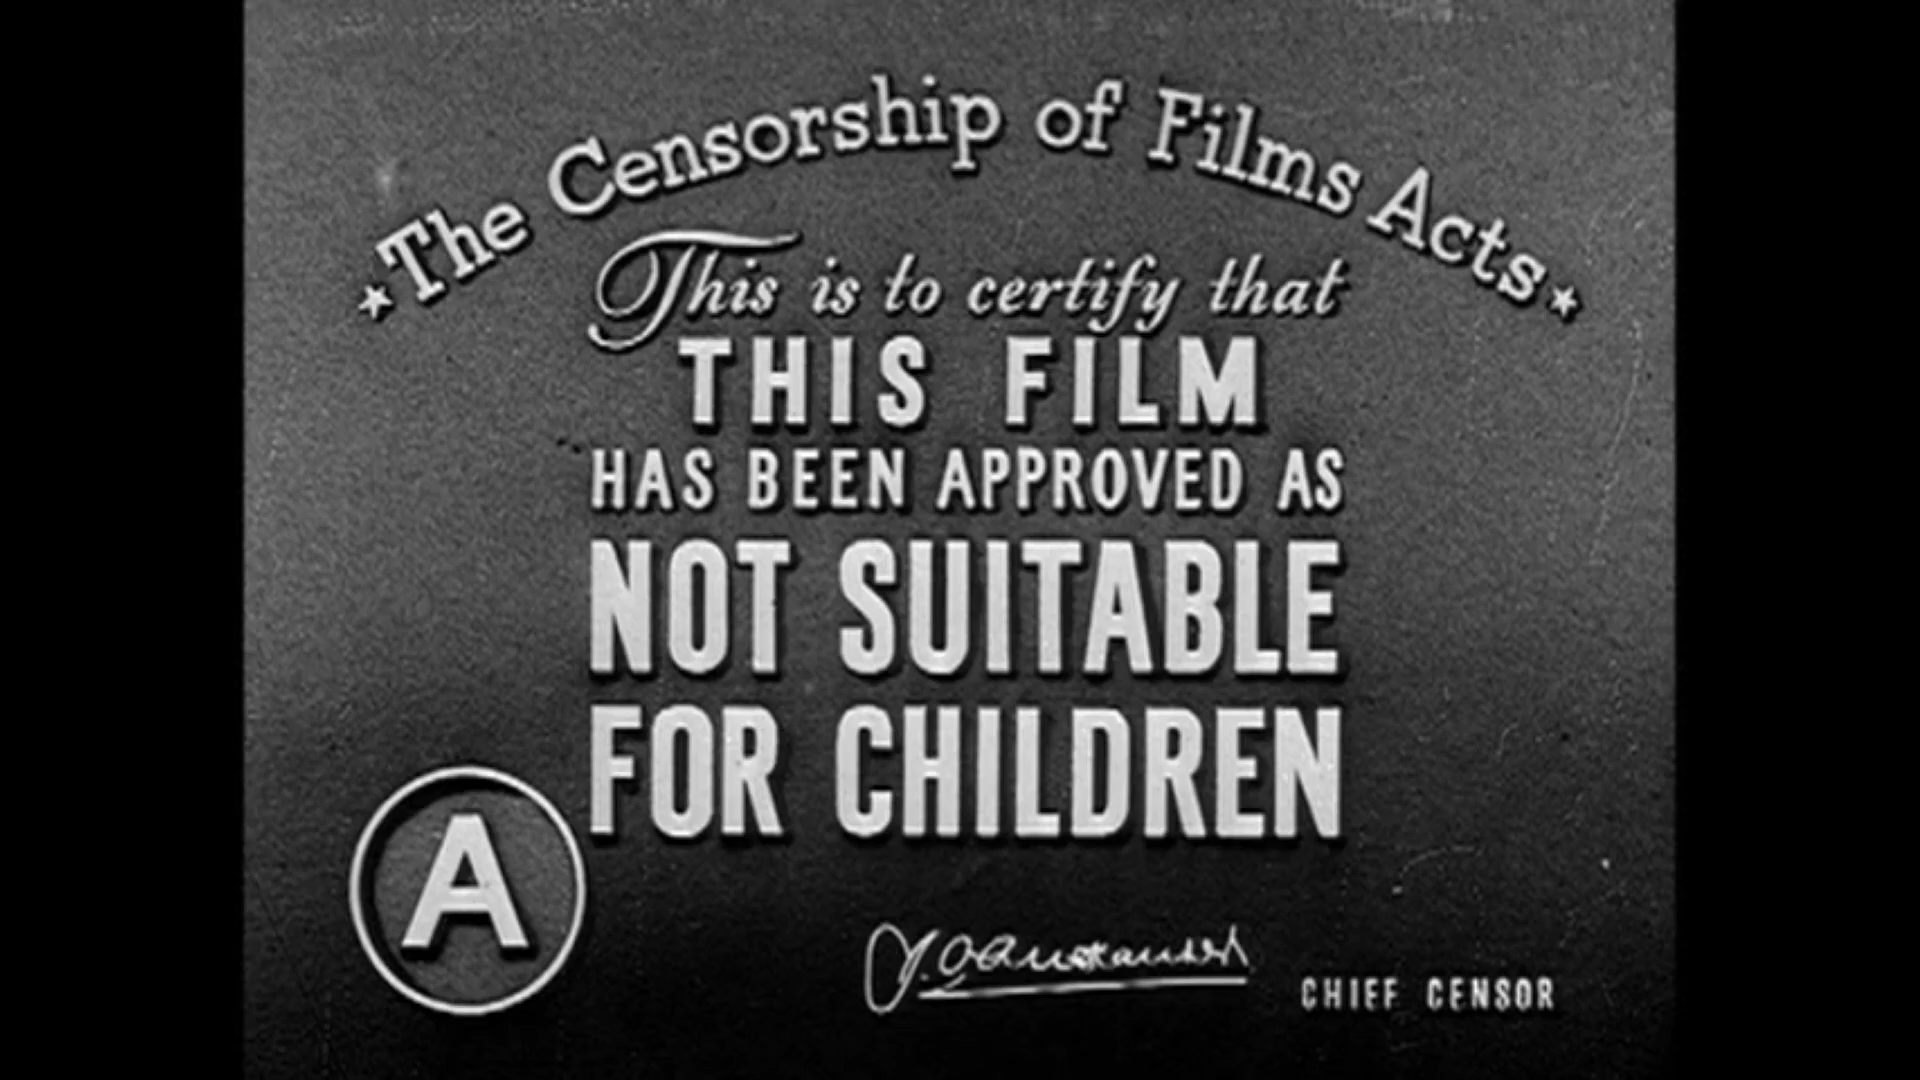 ★ The Censorship of Films Acts ★
This is to certify that
THIS FILM
HAS BEEN APPROVED AS
NOT SUITABLE
FOR CHILDREN
A
CHIEF CENSOR